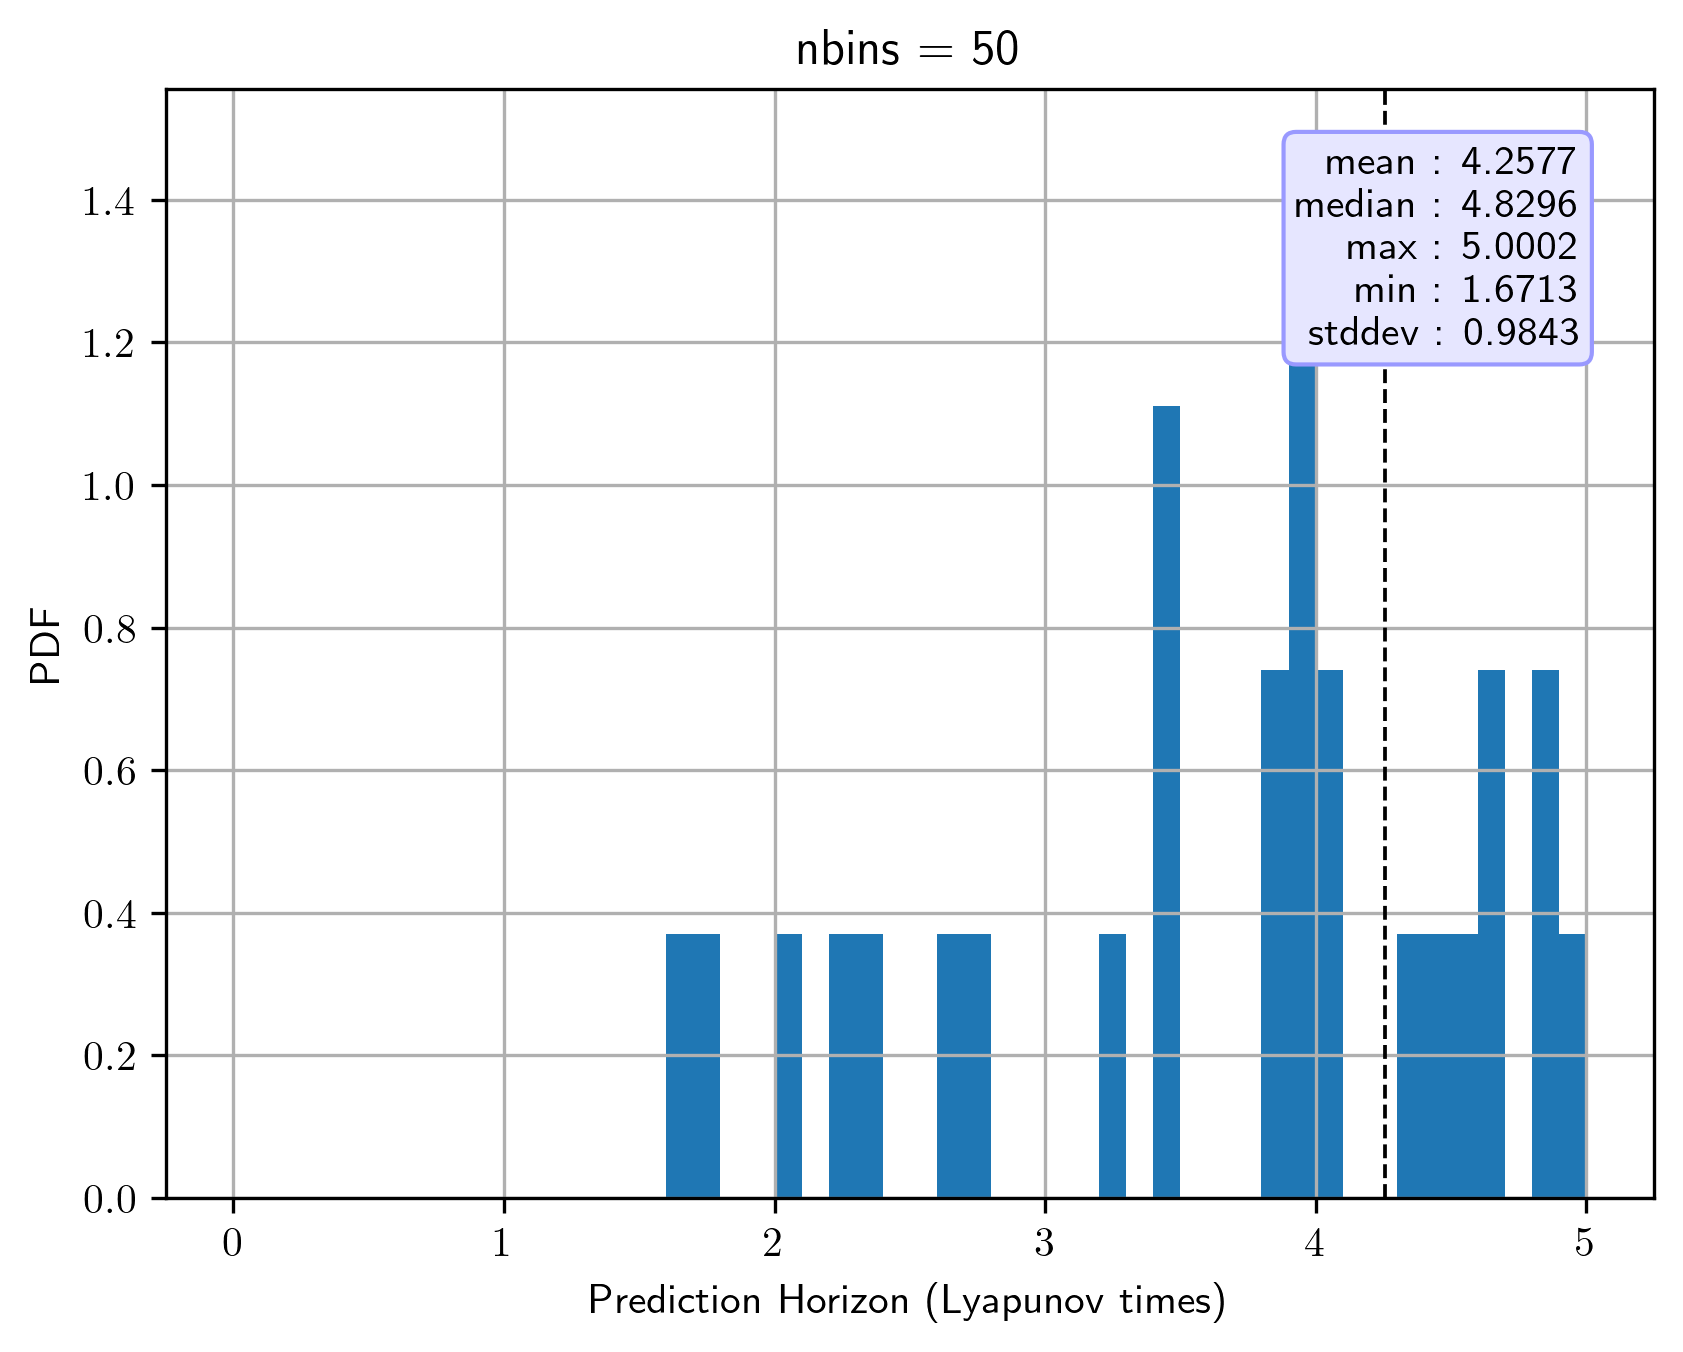 nbins = 50
mean : 4.2577
median : 4.8296
max : 5.0002
min : 1.6713
stddev : 0.9843
PDF
1.4
1.2
1.0
0.8
0.6
0.4
0.2
0.0
0 1 2 3 4 5
Prediction Horizon (Lyapunov times)